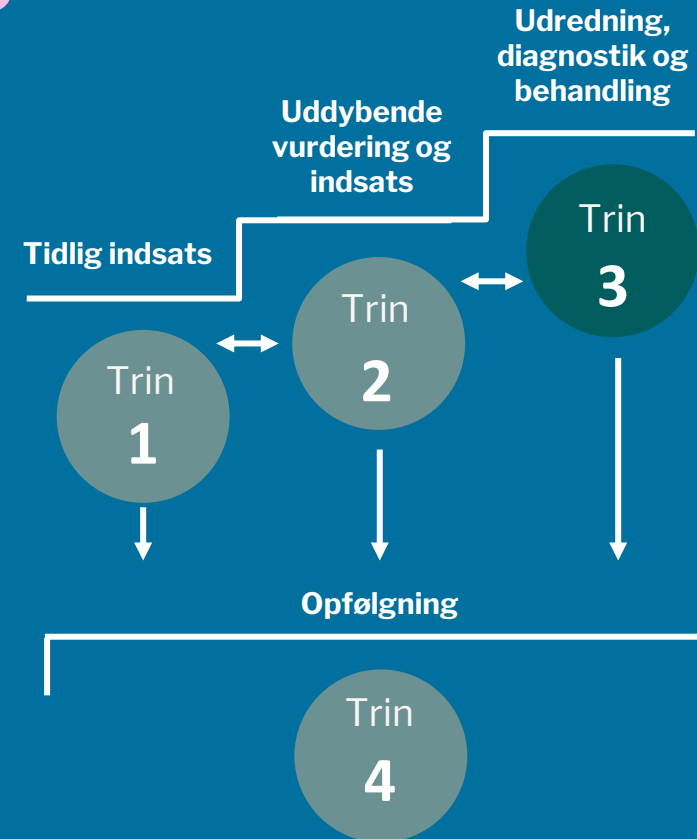 Udredning,
diagnostik og
behandling
Uddybende
vurdering og
indsats
Tidlig indsats
Trin
3
Trin
2
Trin
1
Opfølgning
Trin
4